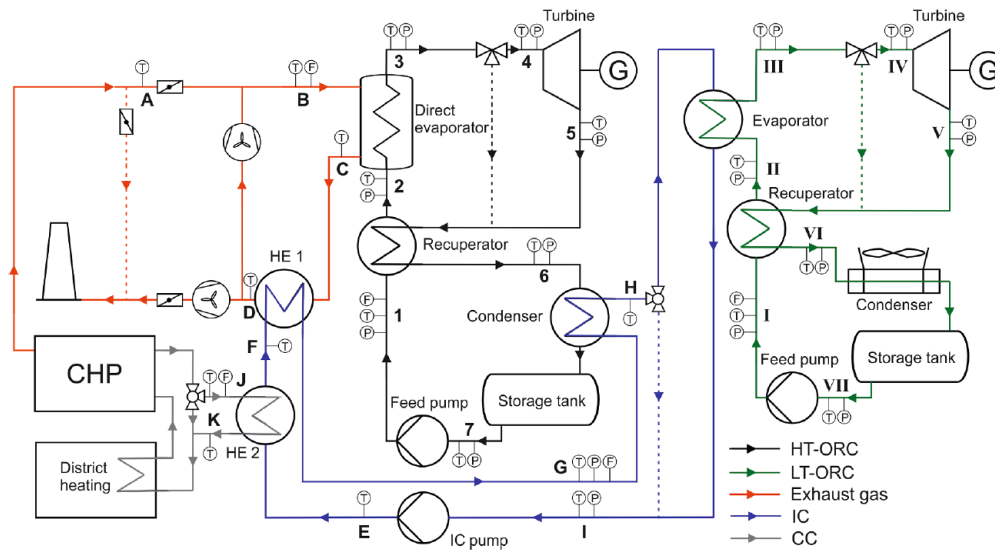 Turbine
Turbine
T P
3
T P
4
G
T P
III
T P
IV
G
T
A
T F
B
Direct
evaporator
Evaporator
5
T
P
V
T
P
T
C
T
P
2
T
P
II
Recuperator
Recuperator
VI
T P
T P
6
HE 1
T
D
H
T
Condenser
Condenser
F
T
P
1
F
T
P
I
F
T
CHP
T F
J
K
T
HE 2
Storage tank
Storage tank
Feed pump
Feed pump
VII
T P
7
T P
District
heating
G
T P F
T
E
T P
I
IC pump
HT-ORC
LT-ORC
Exhaust gas
IC
CC